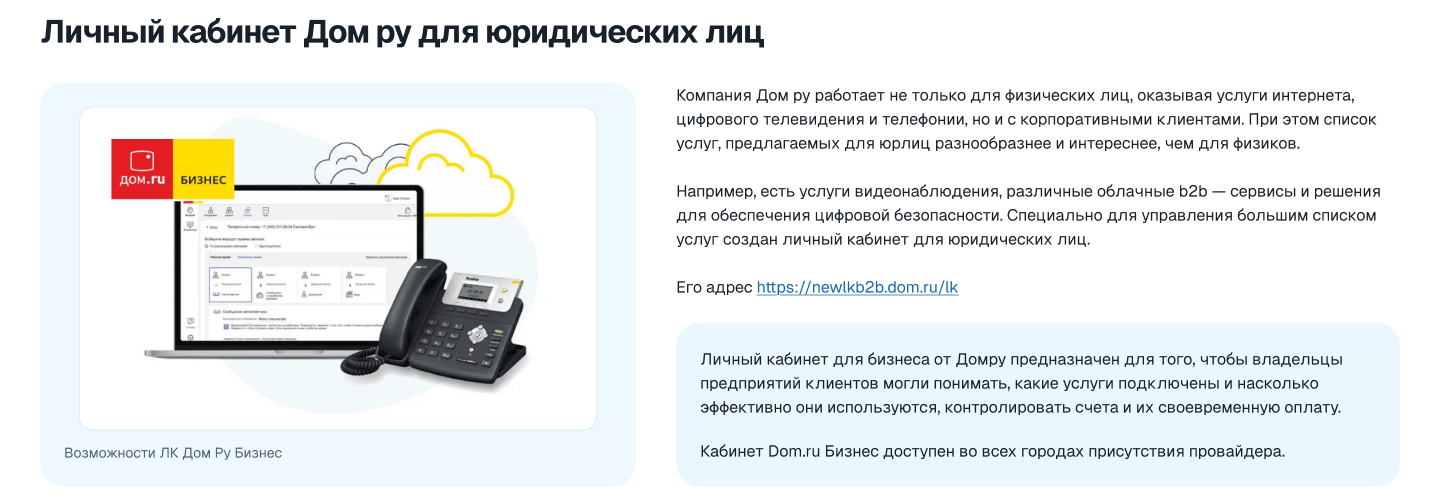 Личный кабинет Дом ру для юридических лиц
ДОМ.ru БИЗНЕС
Возможности ЛК Дом Ру Бизнес
Компания Дом ру работает не только для физических лиц, оказывая услуги интернета,
цифрового телевидения и телефонии, но и с корпоративными клиентами. При этом список
услуг, предлагаемых для юрлиц разнообразнее и интереснее, чем для физиков.
Например, есть услуги видеонаблюдения, различные облачные b2b — сервисы и решения
для обеспечения цифровой безопасности. Специально для управления большим списком
услуг создан личный кабинет для юридических лиц.
Его адрес https://newlkb2b.dom.ru/lk
Личный кабинет для бизнеса от Домру предназначен для того, чтобы владельцы
предприятий клиентов могли понимать, какие услуги подключены и насколько
эффективно они используются, контролировать счета и их своевременную оплату.
Кабинет Dom.ru Бизнес доступен во всех городах присутствия провайдера.